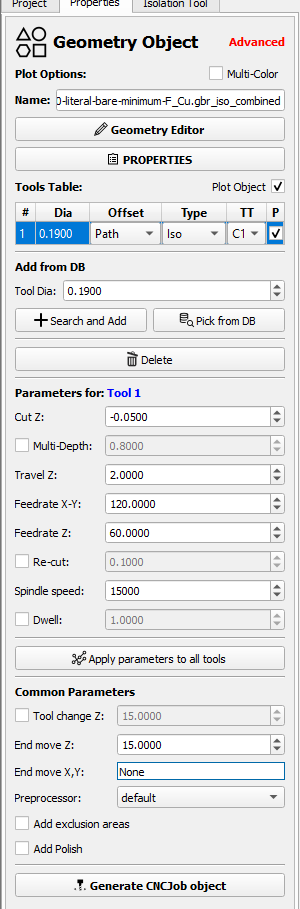 Project Properties Isolation Tool
Geometry Object Advanced
Plot Options: Multi-Color
Name: 0-literal-bare-minimum-F_Cu.gbr_iso_combined
Geometry Editor
PROPERTIES
Tools Table: Plot Object
# Dia Offset Type TT P
1 0.1900 Path Iso C1
Add from DB
Tool Dia: 0.1900
Search and Add Pick from DB
Delete
Parameters for: Tool 1
Cut Z: -0.0500
Multi-Depth: 0.8000
Travel Z: 2.0000
Feedrate X-Y: 120.0000
Feedrate Z: 60.0000
Re-cut: 0.1000
Spindle speed: 15000
Dwell: 1.0000
Apply parameters to all tools
Common Parameters
Tool change Z: 15.0000
End move Z: 15.0000
End move X,Y: None
Preprocessor: default
Add exclusion areas
Add Polish
Generate CNCJob object